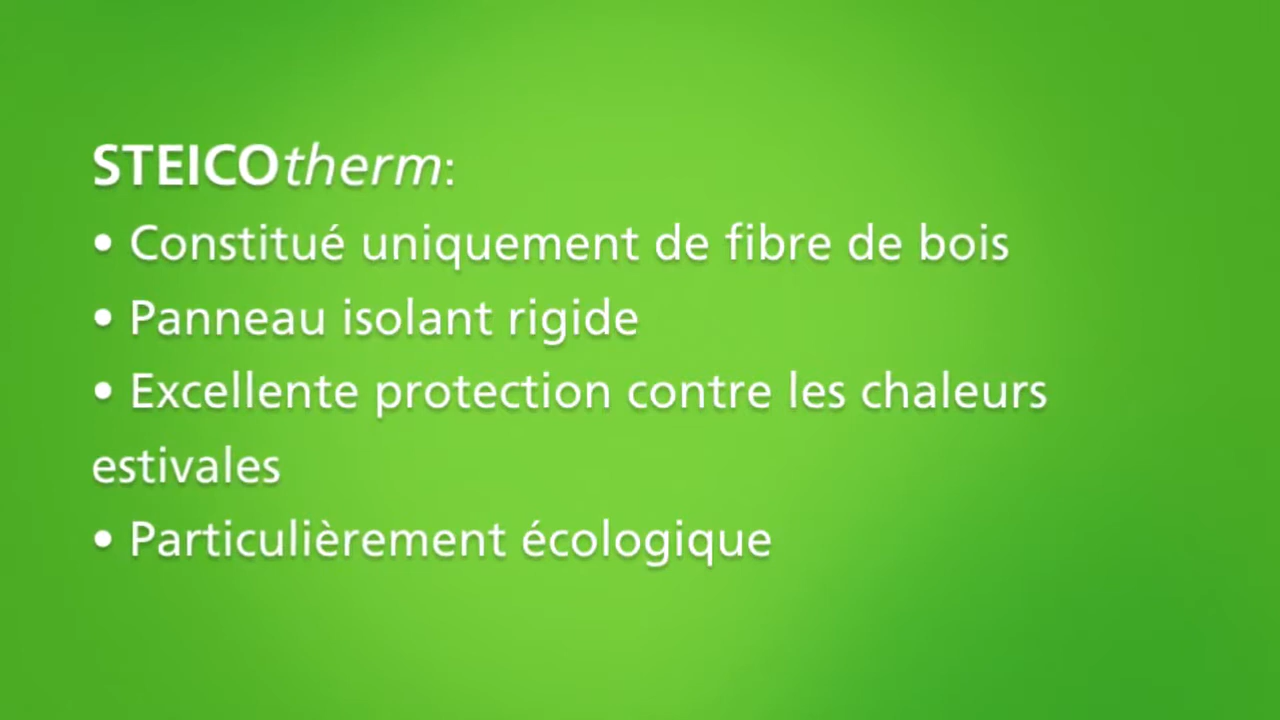 STEICOtherm:
• Constitué uniquement de fibre de bois
• Panneau isolant rigide
• Excellente protection contre les chaleurs
estivales
• Particulièrement écologique